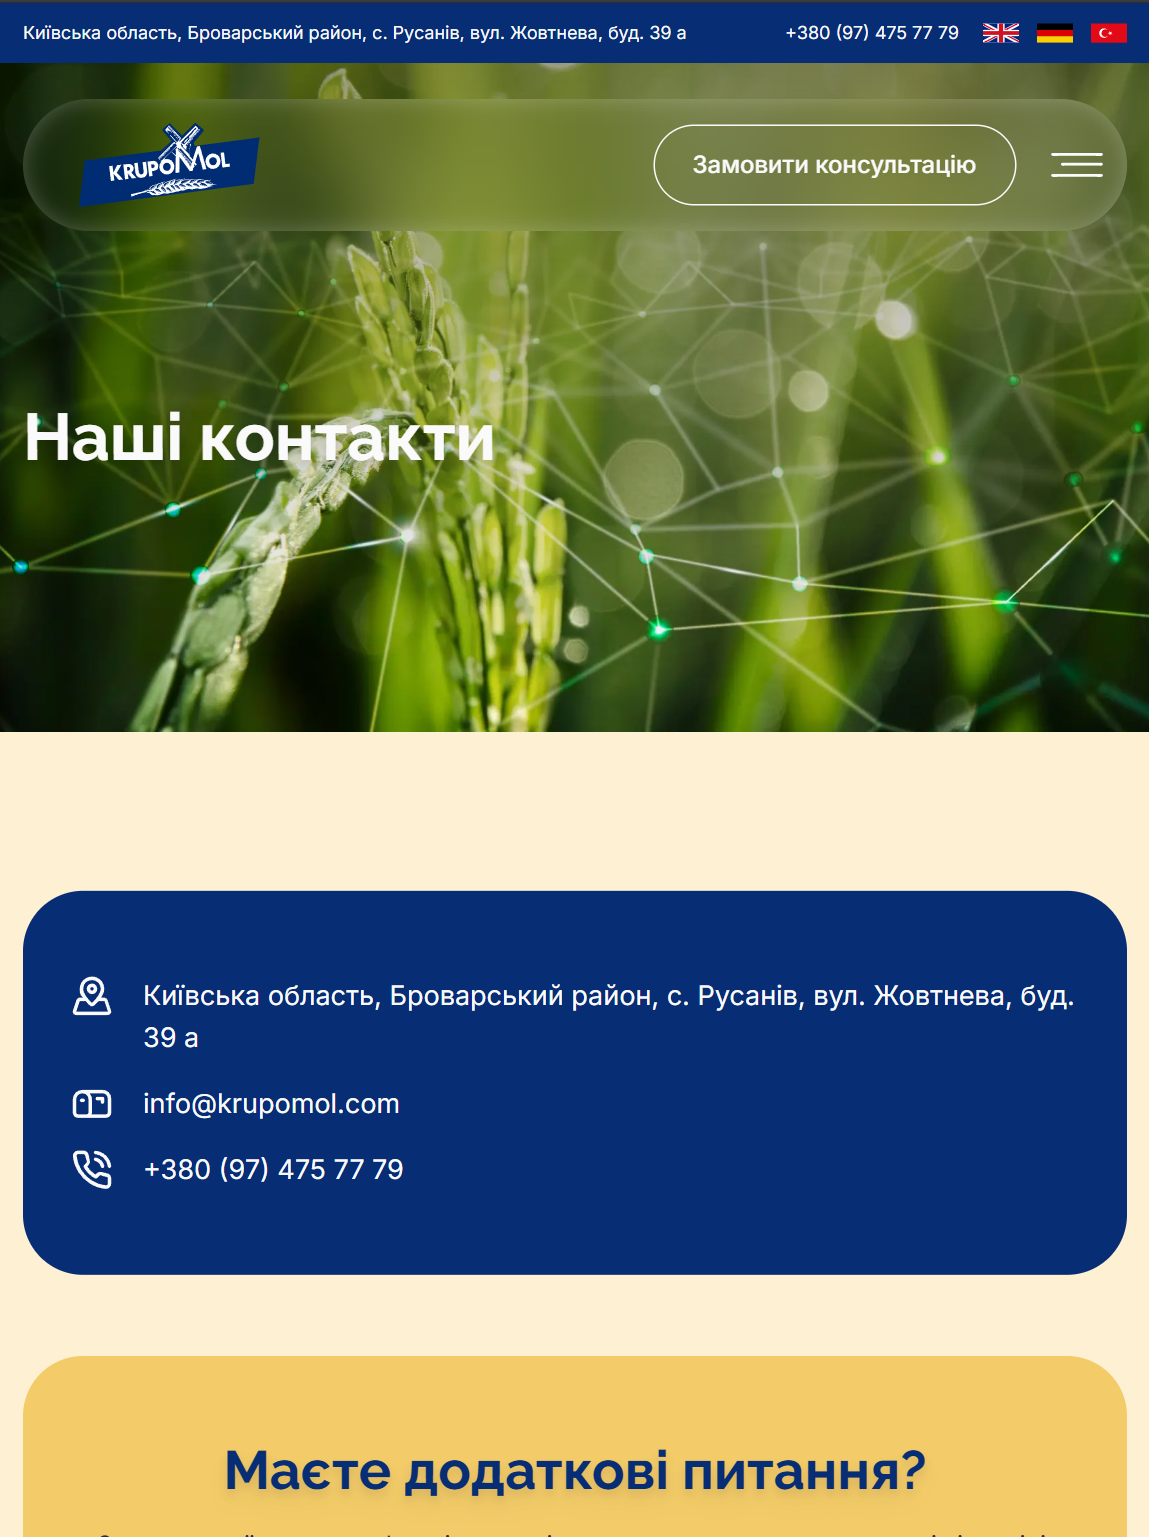 Київська область, Броварський район, с. Русанів, вул. Жовтнева, буд. 39 а
+380 (97) 475 77 79
KRUPOMOL
Замовити консультацію
Наші контакти
Київська область, Броварський район, с. Русанів, вул. Жовтнева, буд.
39 а
info@krupomol.com
+380 (97) 475 77 79
Маєте додаткові питання?